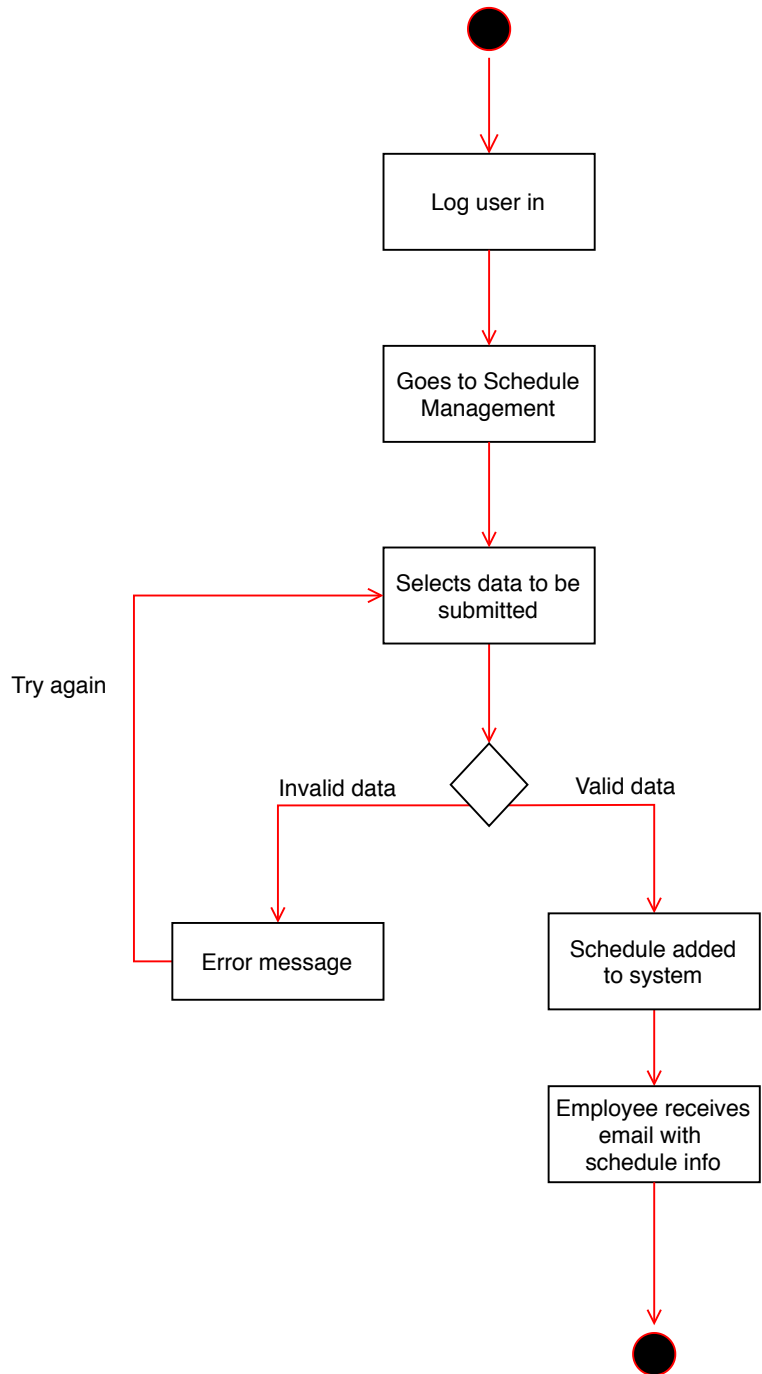 Log user in
Goes to Schedule
Management
Selects data to be
submitted
Try again
Invalid data
Valid data
Error message
Schedule added
to system
Employee receives
email with
schedule info